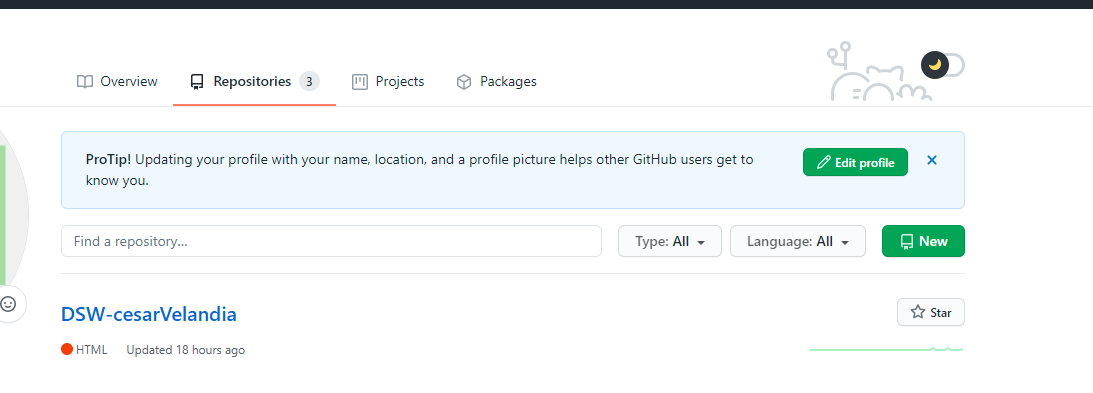 Overview Repositories 3 Projects Packages
ProTip! Updating your profile with your name, location, and a profile picture helps other GitHub users get to
know you.
Edit profile
Find a repository...
Type: All
Language: All
New
DSW-cesarVelandia
Star
HTML Updated 18 hours ago